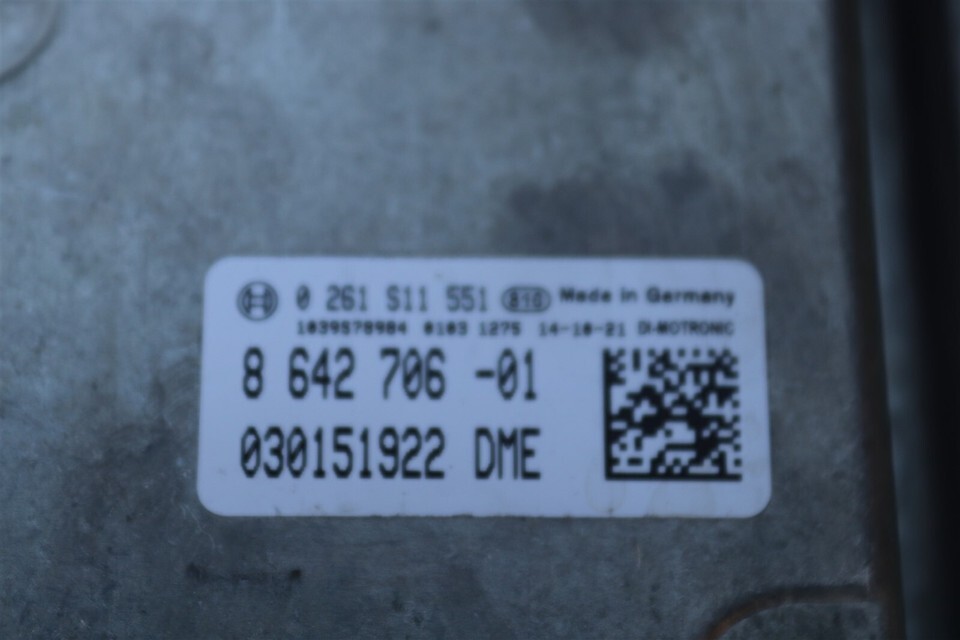 0 261 S11 551 Made in Germany
1039S78984 0103 1275 14-10-21 DI-MOTRONIC
8 642 706 -01
030151922 DME